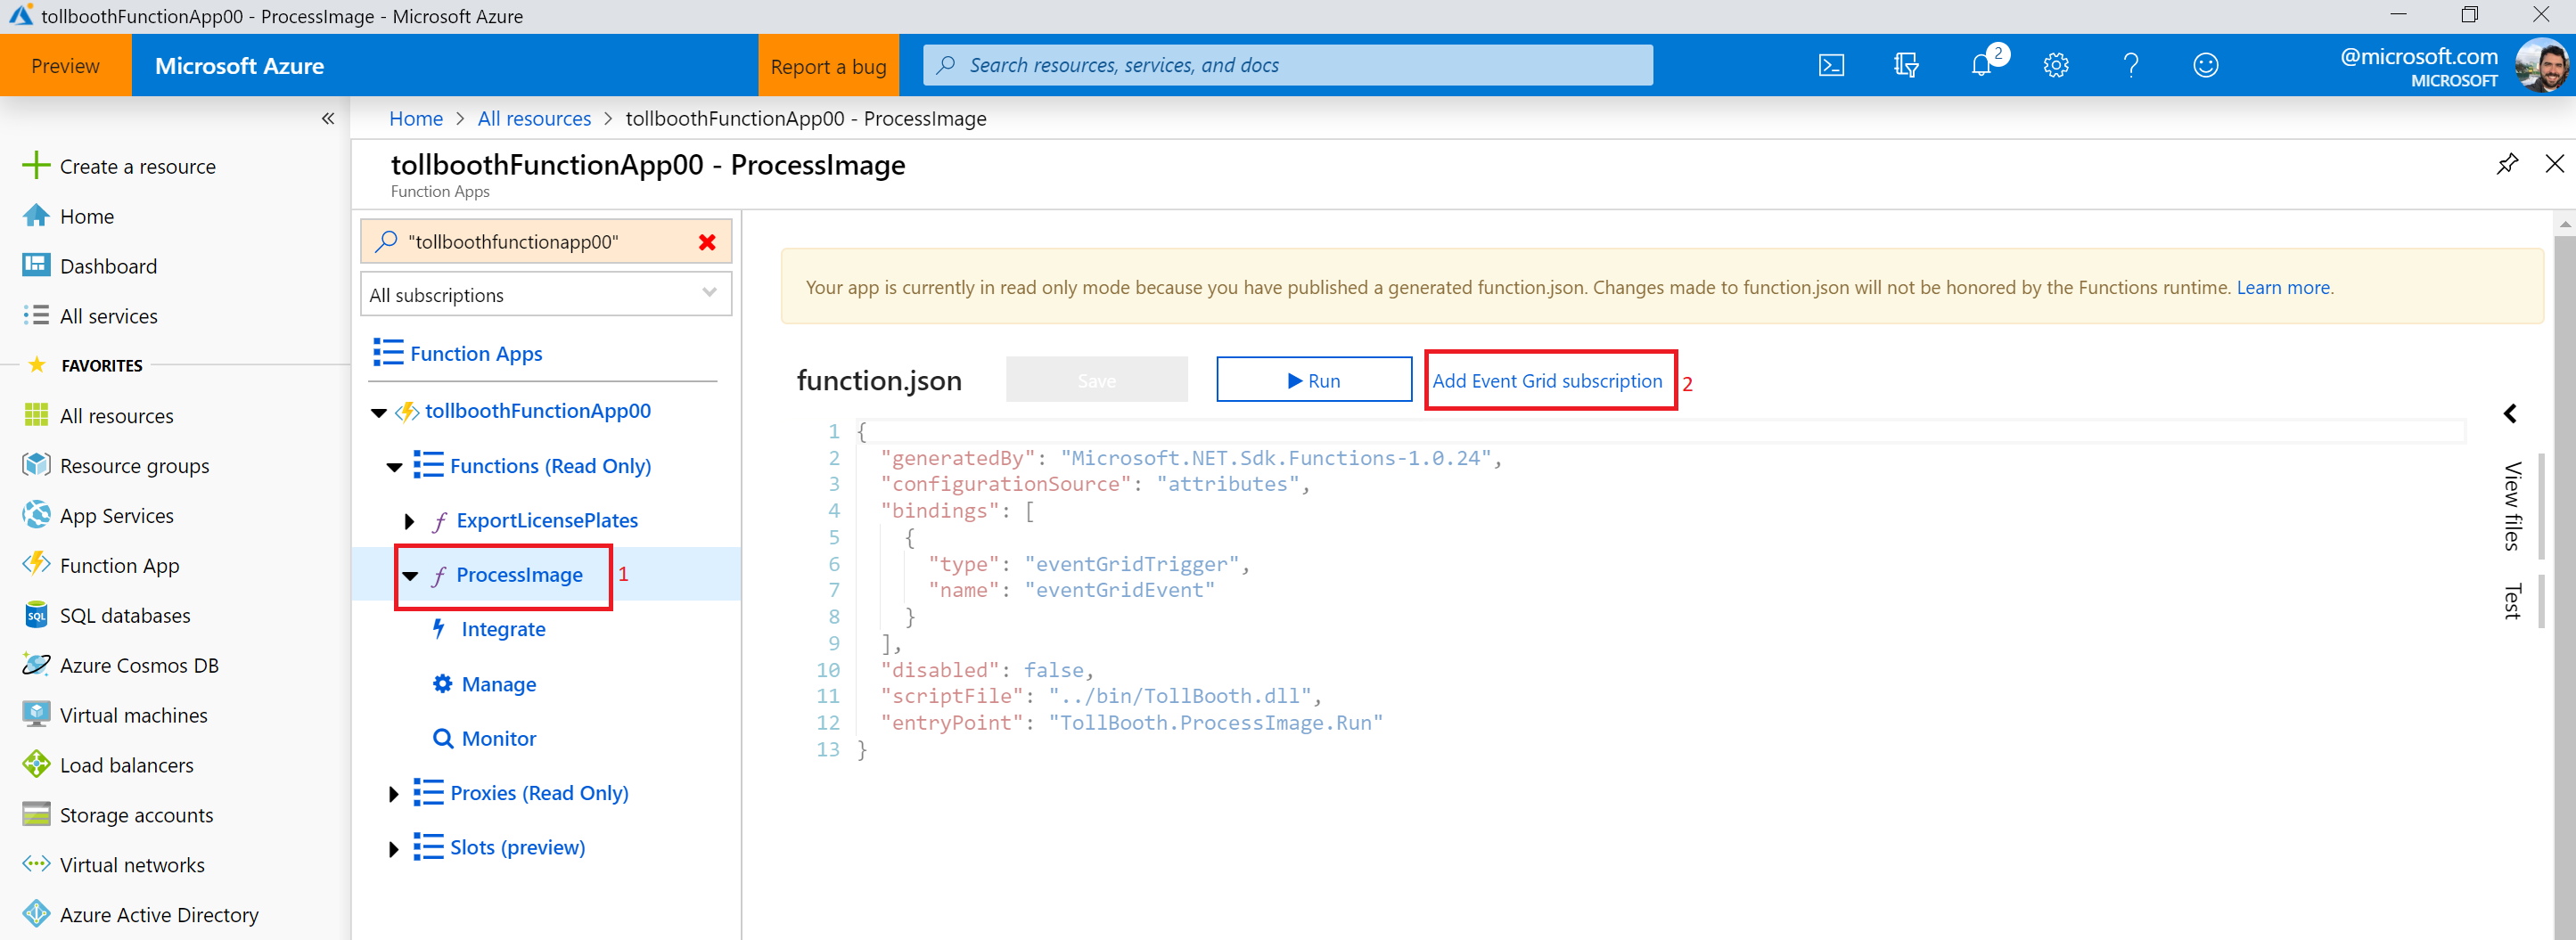 tollboothFunctionApp00 - ProcessImage - Microsoft Azure
Preview
Microsoft Azure
Report a bug
Search resources, services, and docs
2
@microsoft.com
MICROSOFT
Create a resource
Home
Dashboard
All services
FAVORITES
All resources
Resource groups
App Services
Function App
SQL databases
Azure Cosmos DB
Virtual machines
Load balancers
Storage accounts
Virtual networks
Azure Active Directory
Home > All resources > tollboothFunctionApp00 - ProcessImage
tollboothFunctionApp00 - ProcessImage
Function Apps
"tollboothfunctionapp00"
All subscriptions
Function Apps
tollboothFunctionApp00
Functions (Read Only)
ExportLicensePlates
ProcessImage 1
Integrate
Manage
Monitor
Proxies (Read Only)
Slots (preview)
Your app is currently in read only mode because you have published a generated function.json. Changes made to function.json will not be honored by the Functions runtime. Learn more.
function.json
Save
Run
Add Event Grid subscription 2
1 {
2 "generatedBy": "Microsoft.NET.Sdk.Functions-1.0.24",
3 "configurationSource": "attributes",
4 "bindings": [
5 {
6 "type": "eventGridTrigger",
7 "name": "eventGridEvent"
8 }
9 ],
10 "disabled": false,
11 "scriptFile": "../bin/TollBooth.dll",
12 "entryPoint": "TollBooth.ProcessImage.Run"
13 }
View files
Test